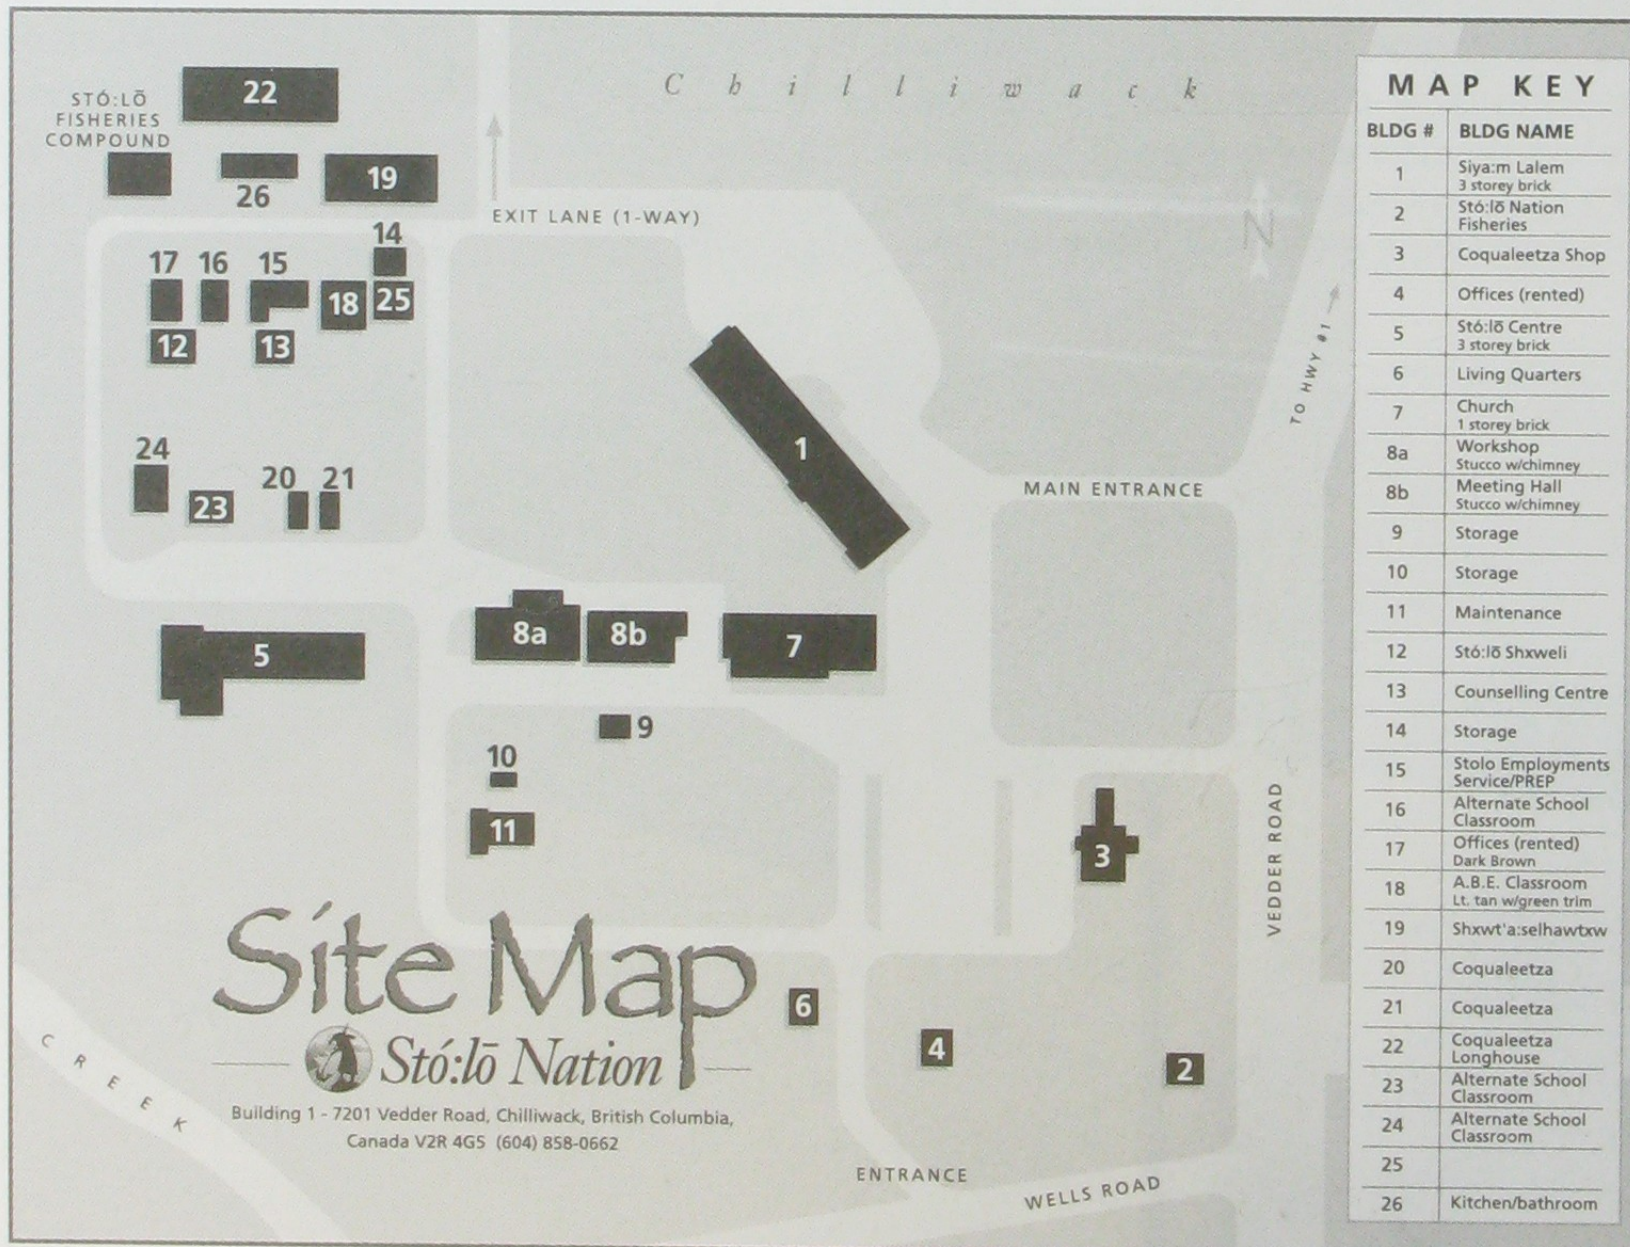 STÓ:LŌ
FISHERIES
COMPOUND
22
26
19
Chilliwack
EXIT LANE (1-WAY)
N
14
17
16
15
18
25
12
13
1
TO HWY #1
24
23
20
21
MAIN ENTRANCE
5
8a
8b
7
9
10
11
3
VEDDER ROAD
6
4
2
CREEK
Site Map
Stó:lō Nation
Building 1 - 7201 Vedder Road, Chilliwack, British Columbia,
Canada V2R 4G5 (604) 858-0662
ENTRANCE
WELLS ROAD
MAP KEY
BLDG # BLDG NAME
1 Siya:m Lalem
3 storey brick
2 Stó:lō Nation
Fisheries
3 Coqualeetza Shop
4 Offices (rented)
5 Stó:lō Centre
3 storey brick
6 Living Quarters
7 Church
1 storey brick
8a Workshop
Stucco w/chimney
8b Meeting Hall
Stucco w/chimney
9 Storage
10 Storage
11 Maintenance
12 Stó:lō Shxweli
13 Counselling Centre
14 Storage
15 Stolo Employments
Service/PREP
16 Alternate School
Classroom
17 Offices (rented)
Dark Brown
18 A.B.E. Classroom
Lt. tan w/green trim
19 Shxwt'a:selhawtxw
20 Coqualeetza
21 Coqualeetza
22 Coqualeetza
Longhouse
23 Alternate School
Classroom
24 Alternate School
Classroom
25
26 Kitchen/bathroom